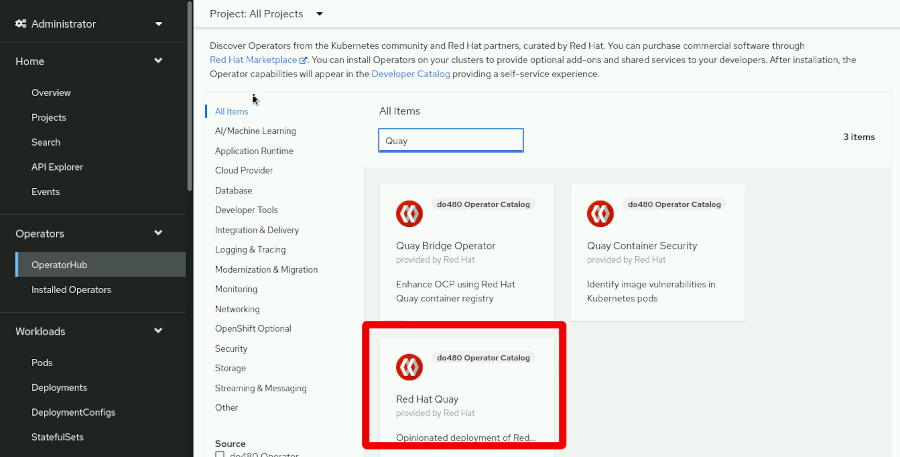 Administrator
Home
Overview
Projects
Search
API Explorer
Events
Operators
OperatorHub
Installed Operators
Workloads
Pods
Deployments
DeploymentConfigs
StatefulSets
Project: All Projects
Discover Operators from the Kubernetes community and Red Hat partners, curated by Red Hat. You can purchase commercial software through
Red Hat Marketplace. You can install Operators on your clusters to provide optional add-ons and shared services to your developers. After installation, the
Operator capabilities will appear in the Developer Catalog providing a self-service experience.
All Items
AI/Machine Learning
Application Runtime
Cloud Provider
Database
Developer Tools
Integration & Delivery
Logging & Tracing
Modernization & Migration
Monitoring
Networking
OpenShift Optional
Security
Storage
Streaming & Messaging
Other
Source
do480 Operator
All Items
Quay
3 items
do480 Operator Catalog
Quay Bridge Operator
provided by Red Hat
Enhance OCP using Red Hat
Quay container registry
do480 Operator Catalog
Quay Container Security
provided by Red Hat
Identify image vulnerabilities in
Kubernetes pods
do480 Operator Catalog
Red Hat Quay
provided by Red Hat
Opinionated deployment of Red...